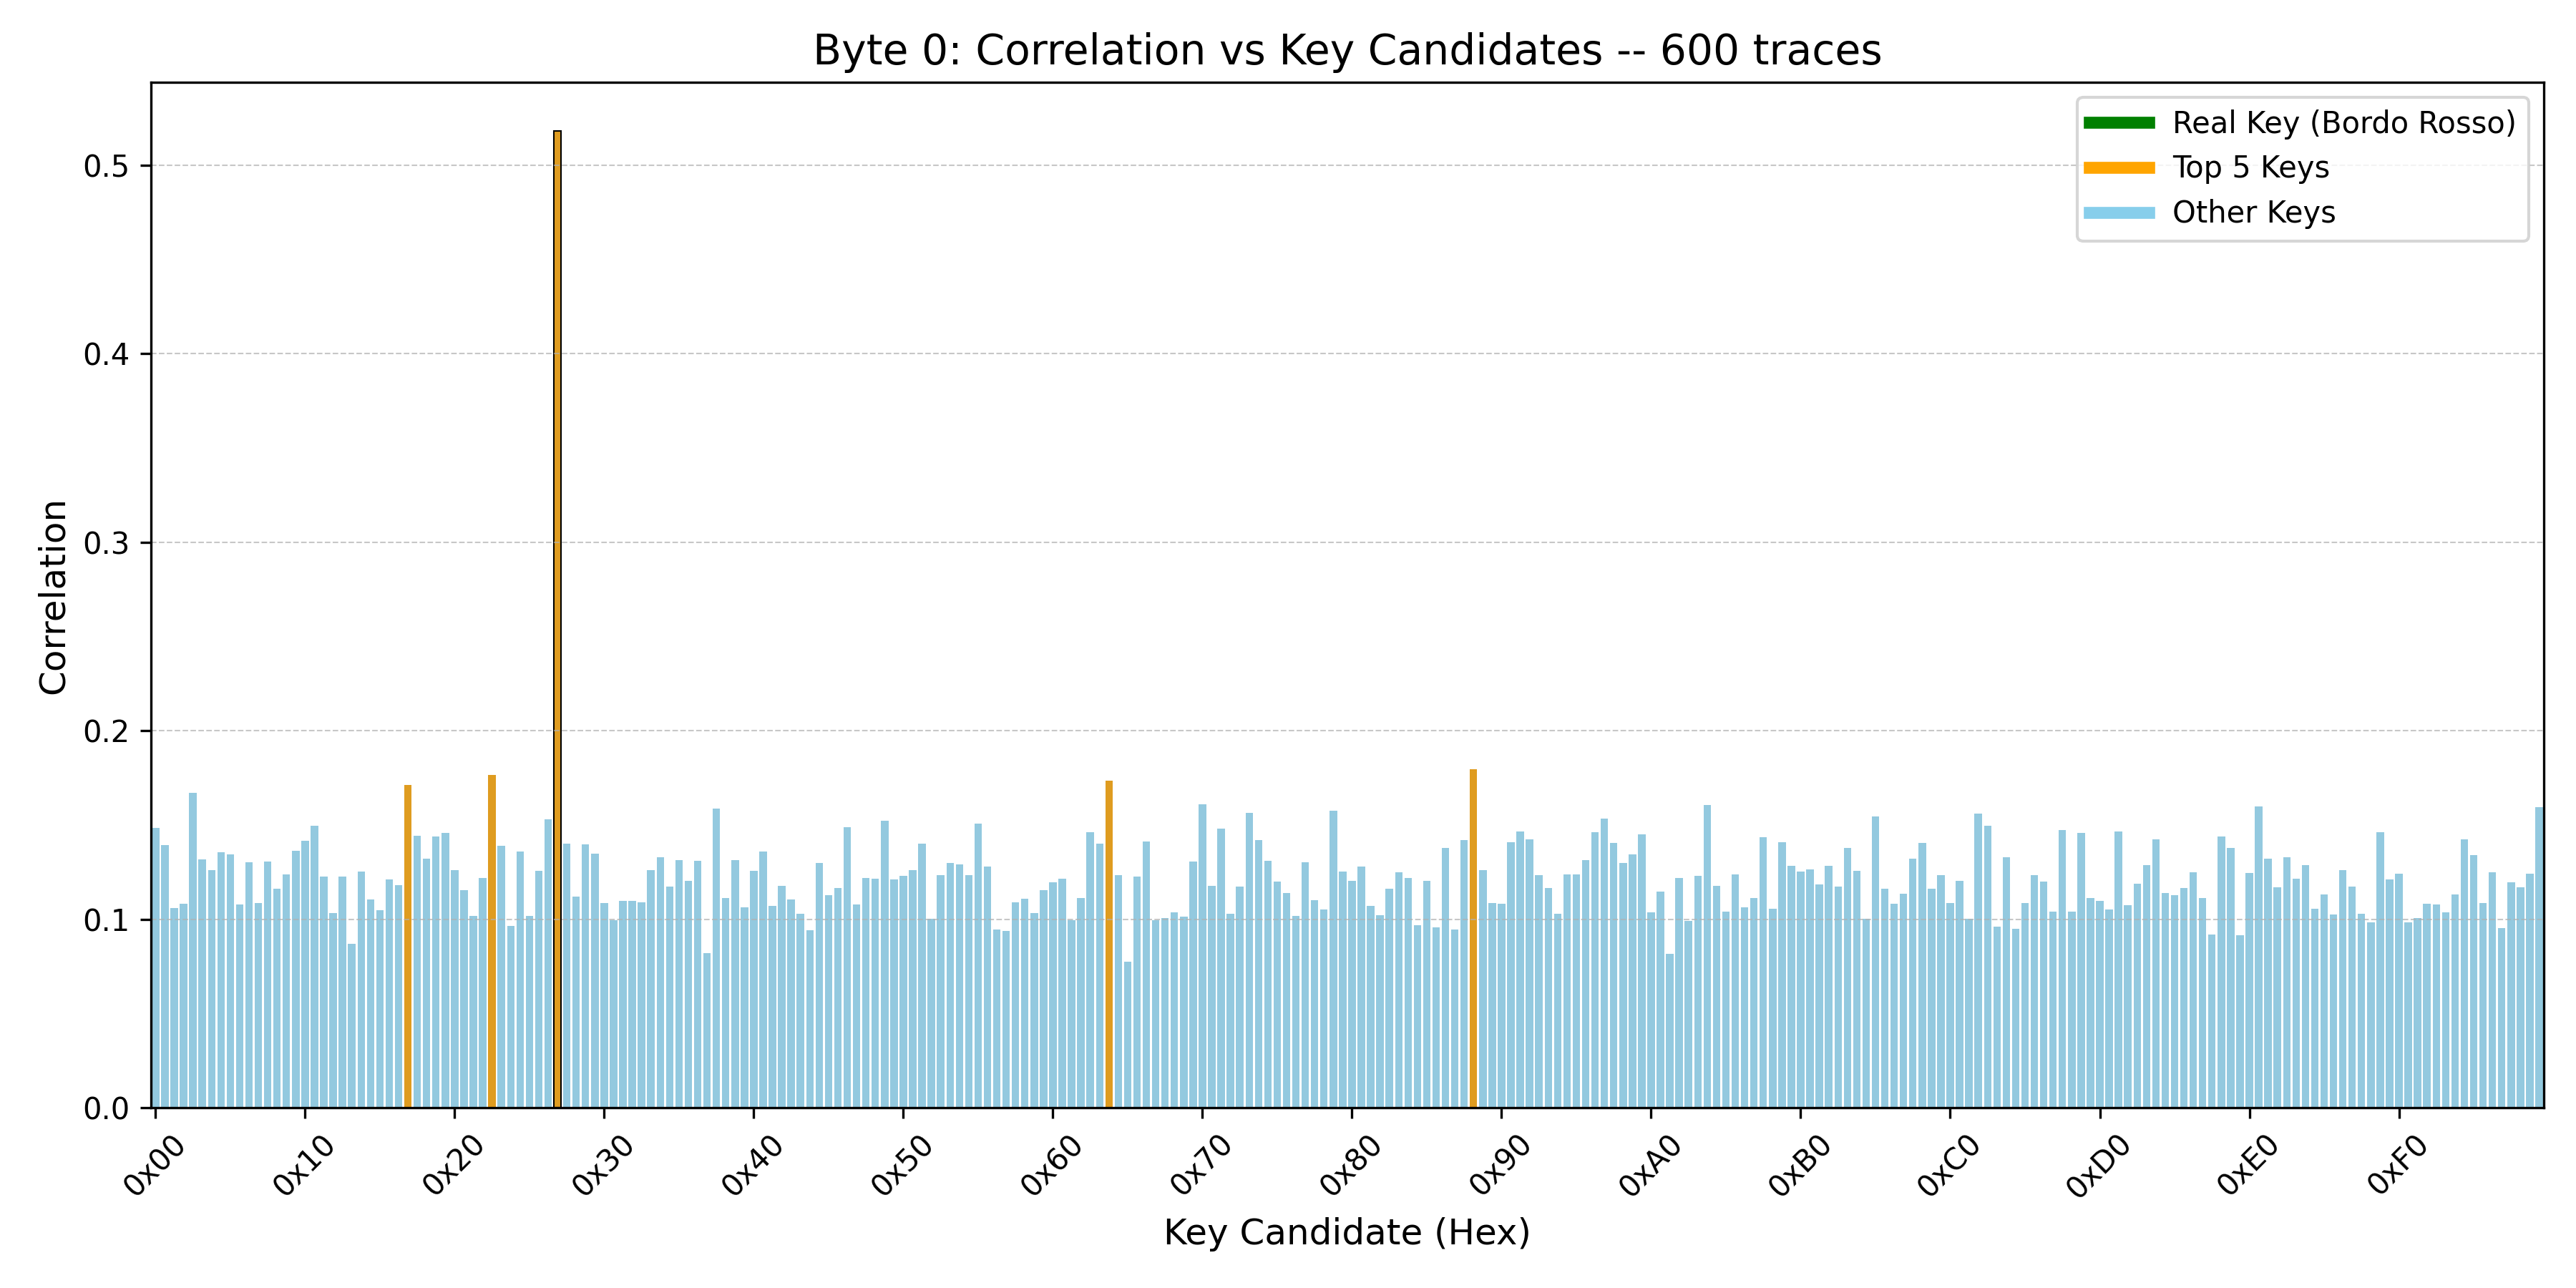 Byte 0: Correlation vs Key Candidates -- 600 traces
Real Key (Bordo Rosso)
Top 5 Keys
Other Keys
Correlation
0.5
0.4
0.3
0.2
0.1
0.0
0x00 0x10 0x20 0x30 0x40 0x50 0x60 0x70 0x80 0x90 0xA0 0xB0 0xC0 0xD0 0xE0 0xF0
Key Candidate (Hex)